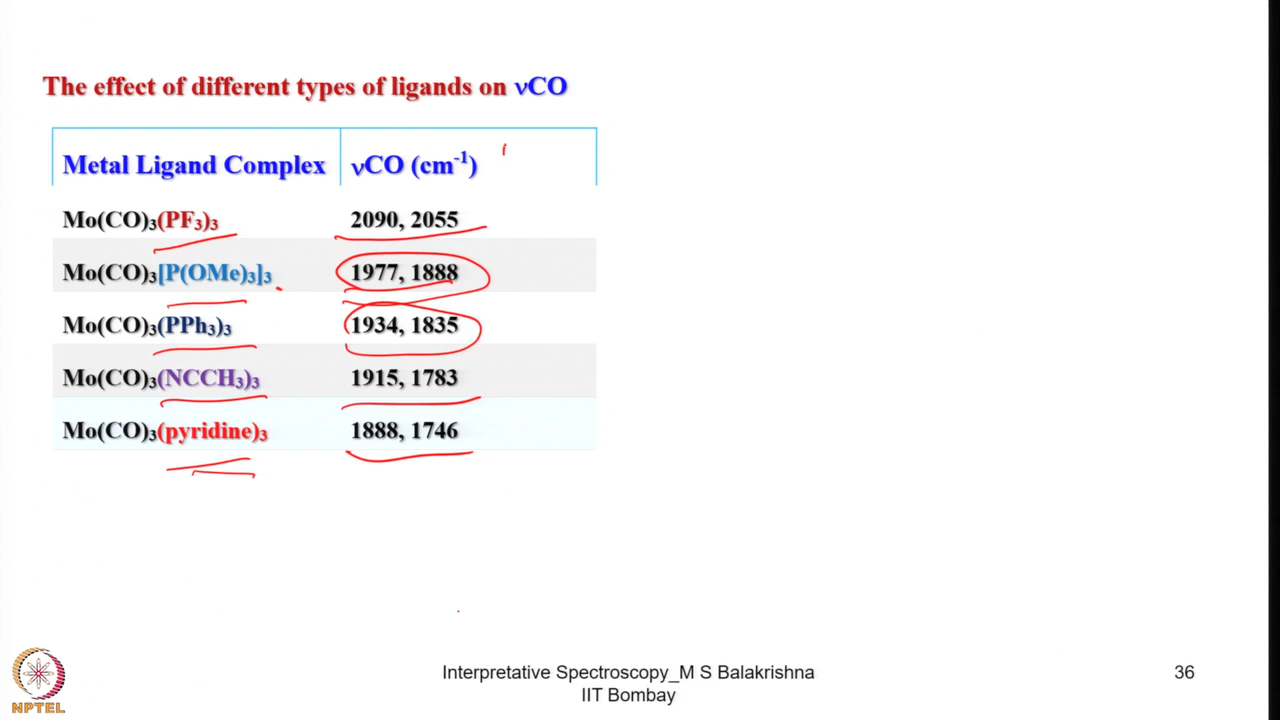 The effect of different types of ligands on νCO
Metal Ligand Complex νCO (cm⁻¹)
Mo(CO)₃(PF₃)₃ 2090, 2055
Mo(CO)₃[P(OMe)₃]₃ 1977, 1888
Mo(CO)₃(PPh₃)₃ 1934, 1835
Mo(CO)₃(NCCH₃)₃ 1915, 1783
Mo(CO)₃(pyridine)₃ 1888, 1746
NPTEL
Interpretative Spectroscopy_M S Balakrishna
IIT Bombay
36